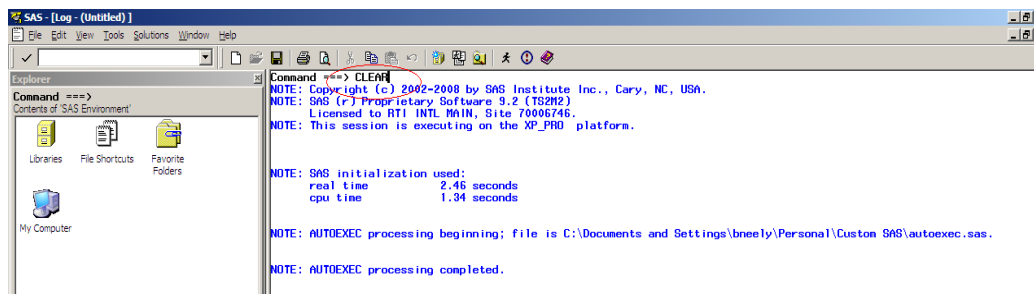 SAS - [Log - (Untitled) ]
File Edit View Tools Solutions Window Help
Explorer
Command ===>
Contents of 'SAS Environment'
Libraries
File Shortcuts
Favorite
Folders
My Computer
Command ===> CLEAR
NOTE: Copyright (c) 2002-2008 by SAS Institute Inc., Cary, NC, USA.
NOTE: SAS (r) Proprietary Software 9.2 (TS2M2)
Licensed to RTI INTL MAIN, Site 70006746.
NOTE: This session is executing on the XP_PRO platform.
NOTE: SAS initialization used:
real time 2.46 seconds
cpu time 1.34 seconds
NOTE: AUTOEXEC processing beginning; file is C:\Documents and Settings\bneely\Personal\Custom SAS\autoexec.sas.
NOTE: AUTOEXEC processing completed.